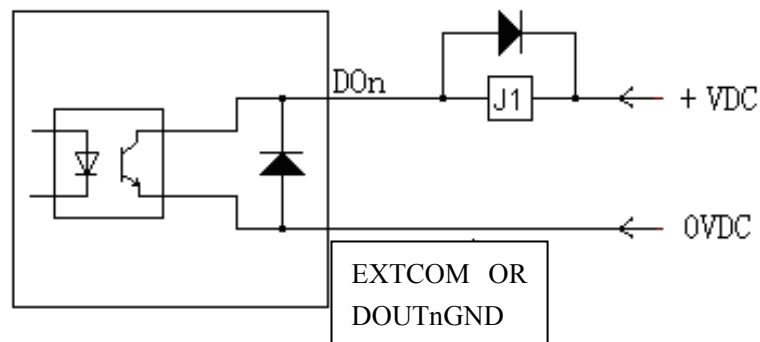 DOn
J1
+ VDC
0VDC
EXTCOM OR
DOUTnGND